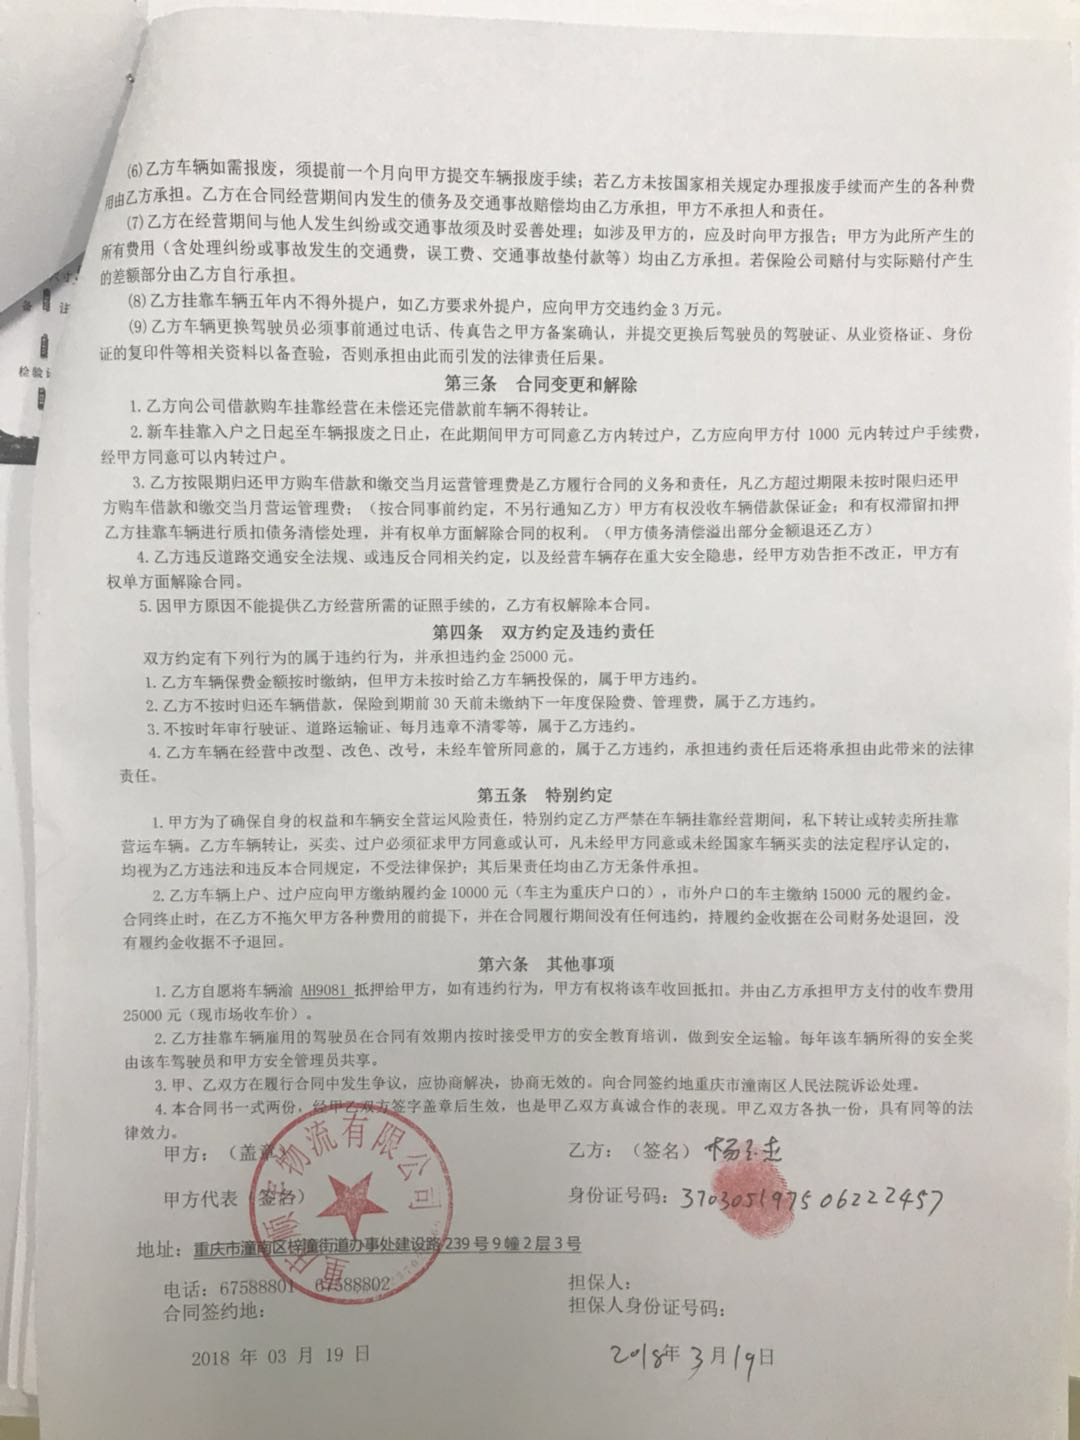 (6)乙方车辆如需报废，须提前一个月向甲方提交车辆报废手续；若乙方未按国家相关规定办理报废手续而产生的各种费
用由乙方承担。乙方在合同经营期间内发生的债务及交通事故赔偿均由乙方承担，甲方不承担人和责任。
(7)乙方在经营期间与他人发生纠纷或交通事故须及时妥善处理；如涉及甲方的，应及时向甲方报告；甲方为此所产生的
所有费用（含处理纠纷或事故发生的交通费，误工费、交通事故垫付款等）均由乙方承担。若保险公司赔付与实际赔付产生
的差额部分由乙方自行承担。
(8)乙方挂靠车辆五年内不得外提户，如乙方要求外提户，应向甲方交违约金3万元。
(9)乙方车辆更换驾驶员必须事前通过电话、传真告之甲方备案确认，并提交更换后驾驶员的驾驶证、从业资格证、身份
证的复印件等相关资料以备查验，否则承担由此而引发的法律责任后果。
备 注
检验
第三条 合同变更和解除
1.乙方向公司借款购车挂靠经营在未偿还完借款前车辆不得转让。
2.新车挂靠入户之日起至车辆报废之日止，在此期间甲方可同意乙方内转过户，乙方应向甲方付 1000 元内转过户手续费，
经甲方同意可以内转过户。
3.乙方按限期归还甲方购车借款和缴交当月运营管理费是乙方履行合同的义务和责任，凡乙方超过期限未按时限归还甲
方购车借款和缴交当月营运管理费；（按合同事前约定，不另行通知乙方）甲方有权没收车辆借款保证金；和有权滞留扣押
乙方挂靠车辆进行质扣债务清偿处理，并有权单方面解除合同的权利。（甲方债务清偿溢出部分金额退还乙方）
4.乙方违反道路交通安全法规、或违反合同相关约定，以及经营车辆存在重大安全隐患，经甲方劝告拒不改正，甲方有
权单方面解除合同。
5.因甲方原因不能提供乙方经营所需的证照手续的，乙方有权解除本合同。
第四条 双方约定及违约责任
双方约定有下列行为的属于违约行为，并承担违约金25000元。
1.乙方车辆保费金额按时缴纳，但甲方未按时给乙方车辆投保的，属于甲方违约。
2.乙方不按时归还车辆借款，保险到期前30天前未缴纳下一年度保险费、管理费，属于乙方违约。
3.不按时年审行驶证、道路运输证、每月违章不清零等，属于乙方违约。
4.乙方车辆在经营中改型、改色、改号，未经车管所同意的，属于乙方违约，承担违约责任后还将承担由此带来的法律
责任。
第五条 特别约定
1.甲方为了确保自身的权益和车辆安全营运风险责任，特别约定乙方严禁在车辆挂靠经营期间，私下转让或转卖所挂靠
营运车辆。乙方车辆转让，买卖、过户必须征求甲方同意或认可，凡未经甲方同意或未经国家车辆买卖的法定程序认定的，
均视为乙方违法和违反本合同规定，不受法律保护；其后果责任均由乙方无条件承担。
2.乙方车辆上户、过户应向甲方缴纳履约金10000元（车主为重庆户口的），市外户口的车主缴纳15000元的履约金。
合同终止时，在乙方不拖欠甲方各种费用的前提下，并在合同履行期间没有任何违约，持履约金收据在公司财务处退回，没
有履约金收据不予退回。
第六条 其他事项
1.乙方自愿将车辆渝 AH9081 抵押给甲方，如有违约行为，甲方有权将该车收回抵扣。并由乙方承担甲方支付的收车费用
25000元（现市场收车价）。
2.乙方挂靠车辆雇用的驾驶员在合同有效期内按时接受甲方的安全教育培训，做到安全运输。每年该车辆所得的安全奖
由该车驾驶员和甲方安全管理员共享。
3.甲、乙双方在履行合同中发生争议，应协商解决，协商无效的。向合同签约地重庆市潼南区人民法院诉讼处理。
4.本合同书一式两份，经甲乙双方签字盖章后生效，也是甲乙双方真诚合作的表现。甲乙双方各执一份，具有同等的法
律效力。
甲方：（盖章） 乙方：（签名）
甲方代表（签名） 身份证号码：370305197506222457
物流有限公司
地址：重庆市潼南区梓潼街道办事处建设路239号9幢2层3号
电话：67588801 67588802 担保人：
合同签约地： 担保人身份证号码：
2018 年 03 月 19 日 2018年3月19日